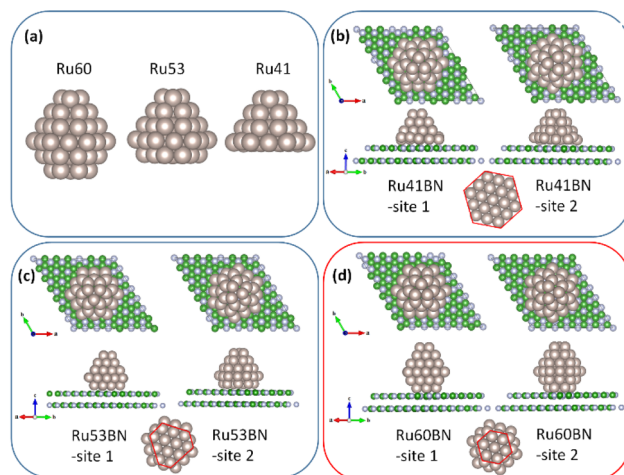 (a)
Ru60 Ru53 Ru41
(b)
b
a
c
a b
Ru41BN
-site 1
Ru41BN
-site 2
(c)
b
a
c
a b
Ru53BN
-site 1
Ru53BN
-site 2
(d)
b
a
c
a b
Ru60BN
-site 1
Ru60BN
-site 2